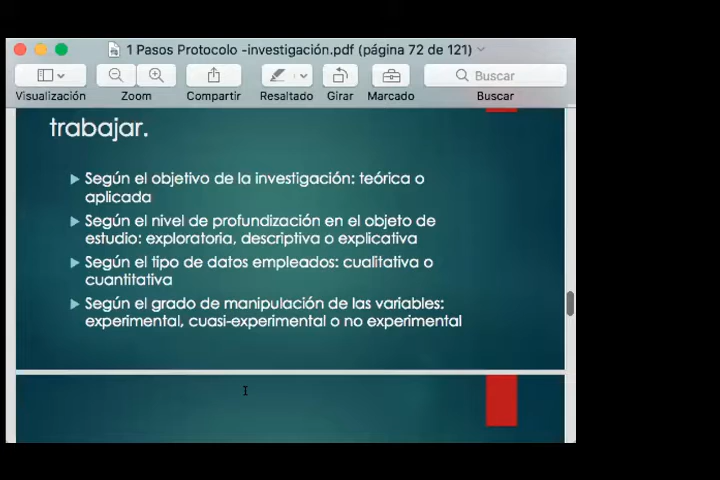 1 Pasos Protocolo -investigación.pdf (página 72 de 121)
Buscar
Visualización Zoom Compartir Resaltado Girar Marcado Buscar
trabajar.
Según el objetivo de la investigación: teórica o
aplicada
Según el nivel de profundización en el objeto de
estudio: exploratoria, descriptiva o explicativa
Según el tipo de datos empleados: cualitativa o
cuantitativa
Según el grado de manipulación de las variables:
experimental, cuasi-experimental o no experimental